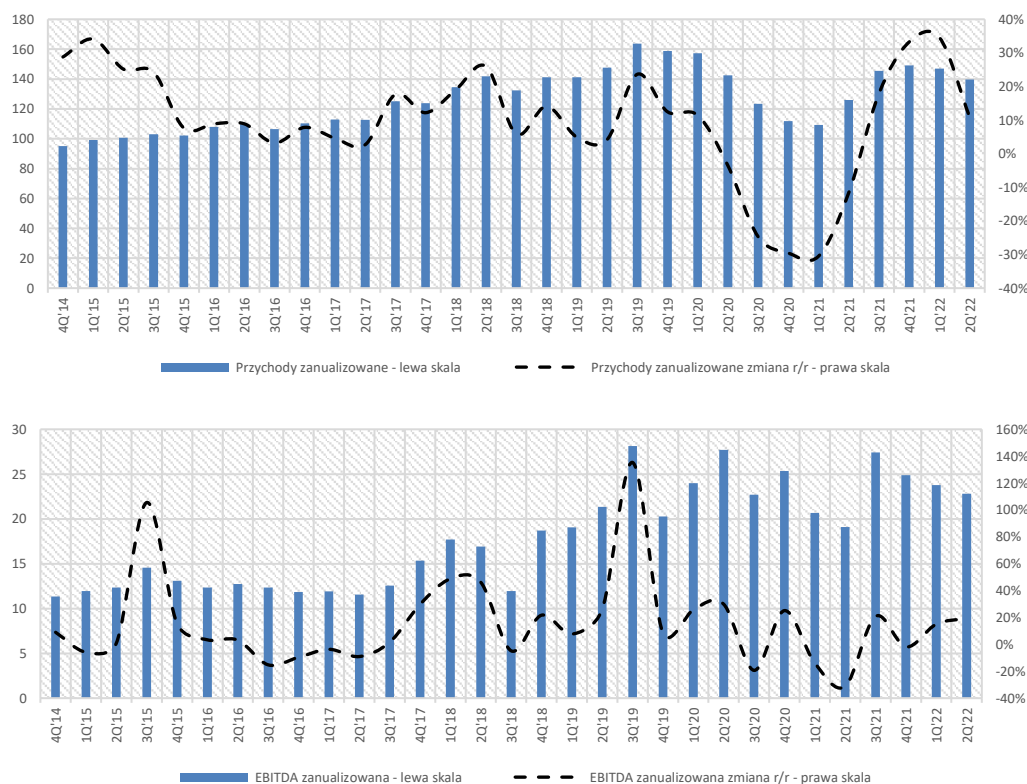 180
160
140
120
100
80
60
40
20
0
40%
30%
20%
10%
0%
-10%
-20%
-30%
-40%
4Q'14
1Q'15
2Q'15
3Q'15
4Q'15
1Q'16
2Q'16
3Q'16
4Q'16
1Q'17
2Q'17
3Q'17
4Q'17
1Q'18
2Q'18
3Q'18
4Q'18
1Q'19
2Q'19
3Q'19
4Q'19
1Q'20
2Q'20
3Q'20
4Q'20
1Q'21
2Q'21
3Q'21
4Q'21
1Q'22
2Q'22
Przychody zanualizowane - lewa skala
Przychody zanualizowane zmiana r/r - prawa skala
30
25
20
15
10
5
0
160%
140%
120%
100%
80%
60%
40%
20%
0%
-20%
-40%
4Q'14
1Q'15
2Q'15
3Q'15
4Q'15
1Q'16
2Q'16
3Q'16
4Q'16
1Q'17
2Q'17
3Q'17
4Q'17
1Q'18
2Q'18
3Q'18
4Q'18
1Q'19
2Q'19
3Q'19
4Q'19
1Q'20
2Q'20
3Q'20
4Q'20
1Q'21
2Q'21
3Q'21
4Q'21
1Q'22
2Q'22
EBITDA zanualizowana - lewa skala
EBITDA zanualizowana zmiana r/r - prawa skala